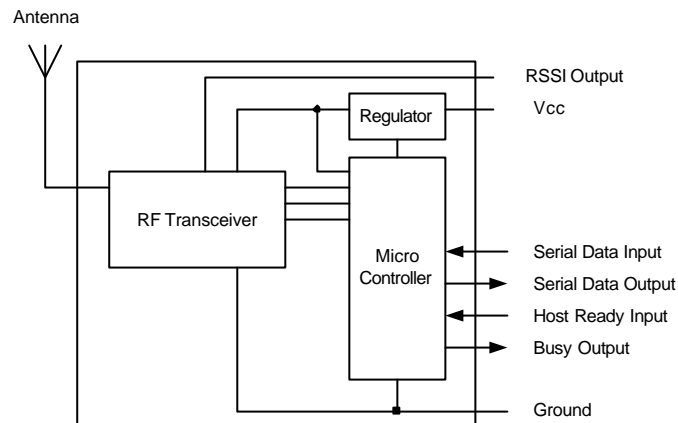 Antenna
RSSI Output
Regulator
Vcc
RF Transceiver
Micro
Controller
Serial Data Input
Serial Data Output
Host Ready Input
Busy Output
Ground